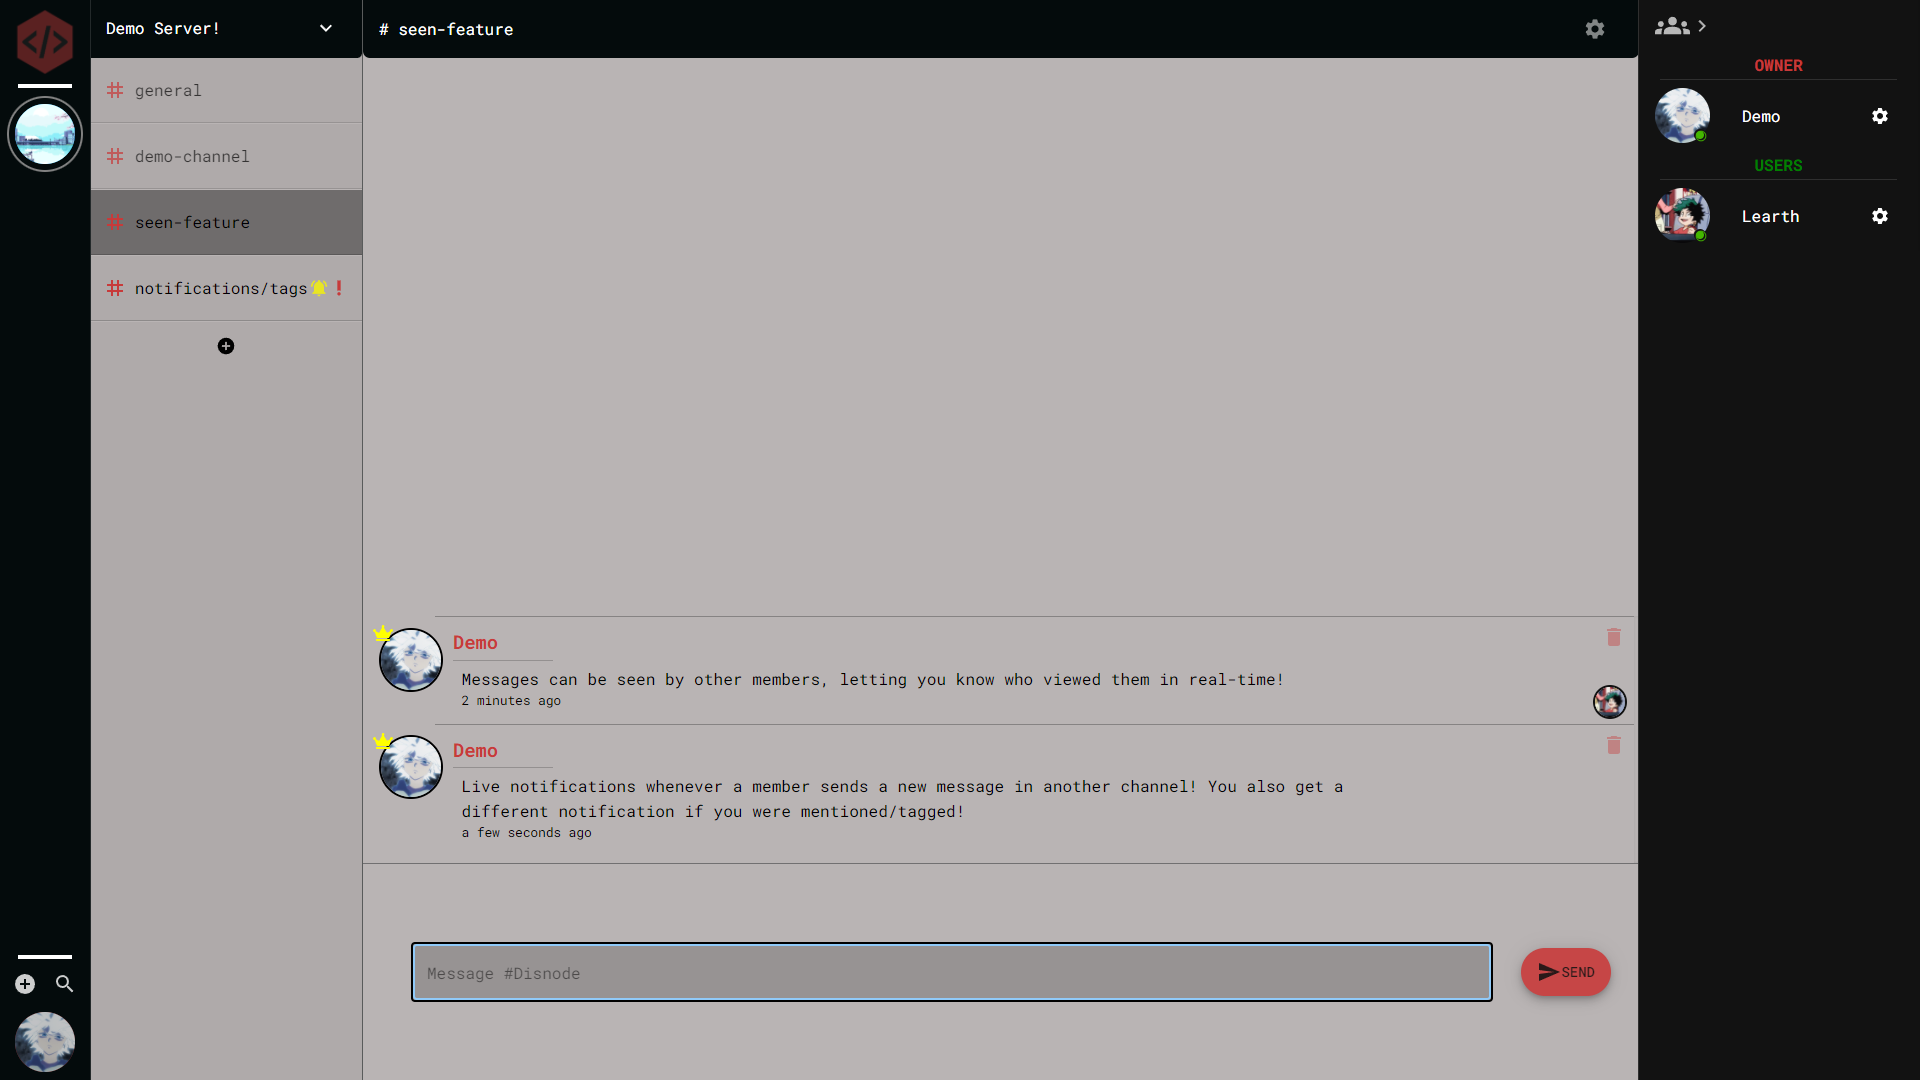 Demo Server!
general
demo-channel
seen-feature
notifications/tags
# seen-feature
Demo
Messages can be seen by other members, letting you know who viewed them in real-time!
2 minutes ago
Demo
Live notifications whenever a member sends a new message in another channel! You also get a
different notification if you were mentioned/tagged!
a few seconds ago
Message #Disnode
SEND
OWNER
Demo
USERS
Learth